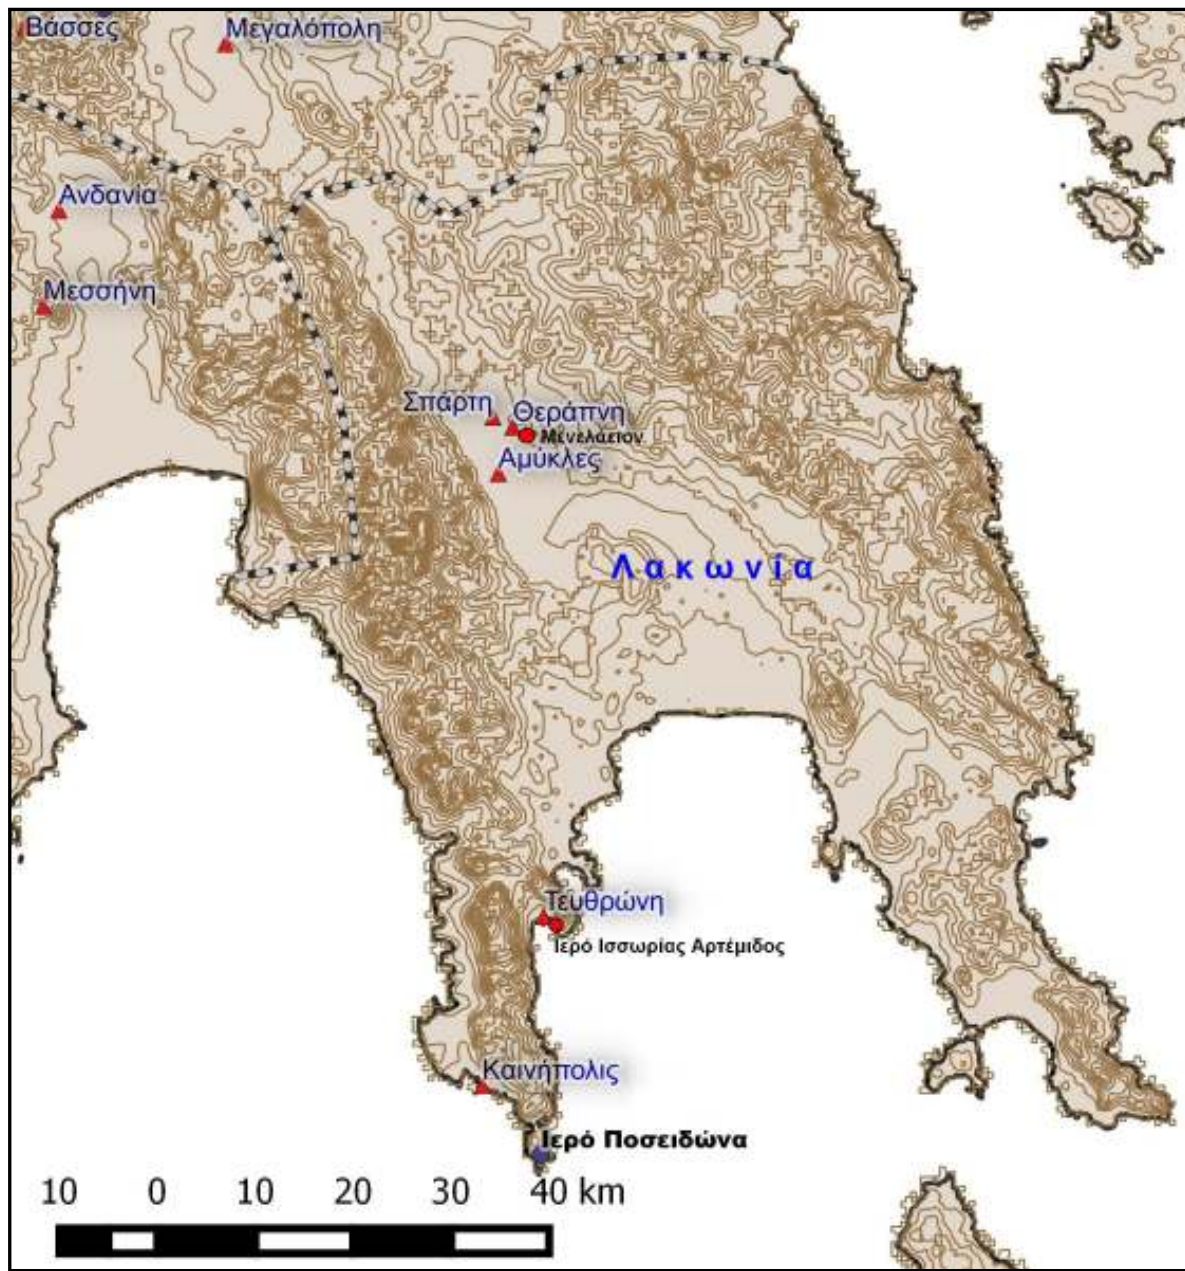 Βάσσες
Μεγαλόπολη
Ανδανία
Μεσσήνη
Σπάρτη
Θεράπνη
Μενελάειον
Αμύκλες
Λακωνία
Τευθρώνη
Ιερό Ισσωρίας Αρτέμιδος
Καινήπολις
Ιερό Ποσειδώνα
10 0 10 20 30 40 km